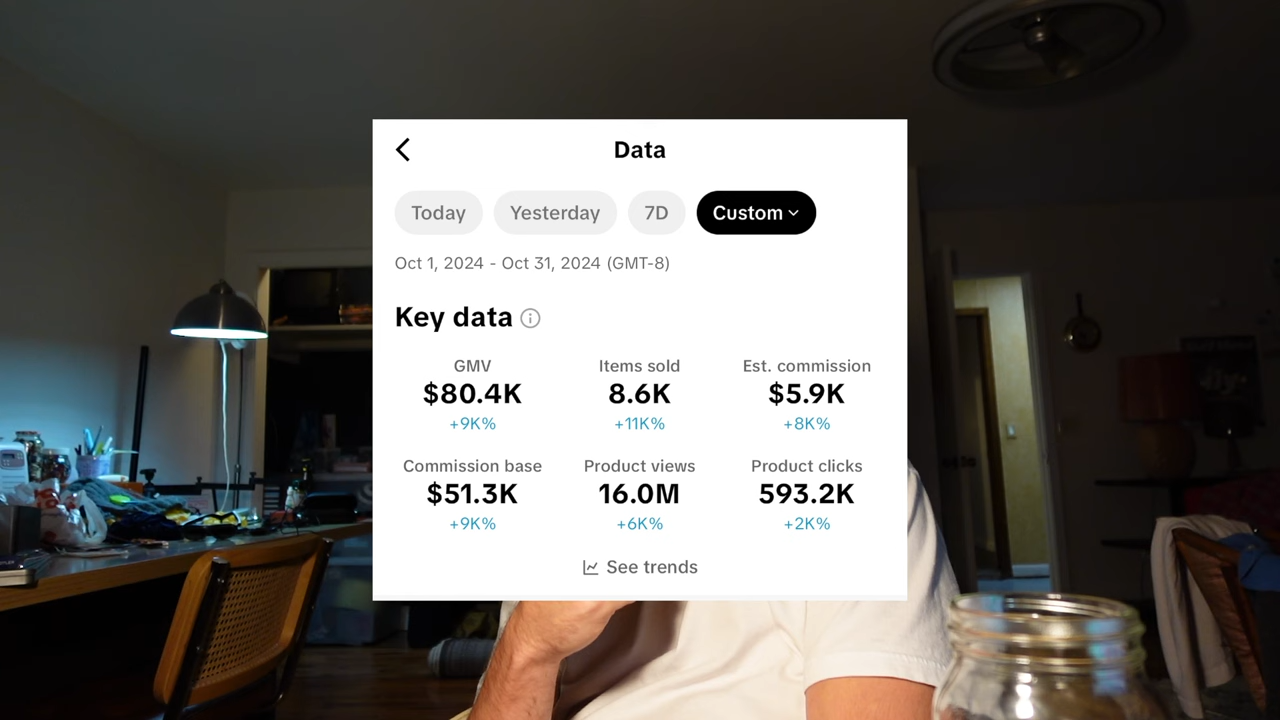 Data
Today Yesterday 7D Custom
Oct 1, 2024 - Oct 31, 2024 (GMT-8)
Key data
GMV Items sold Est. commission
$80.4K 8.6K $5.9K
+9K% +11K% +8K%
Commission base Product views Product clicks
$51.3K 16.0M 593.2K
+9K% +6K% +2K%
See trends